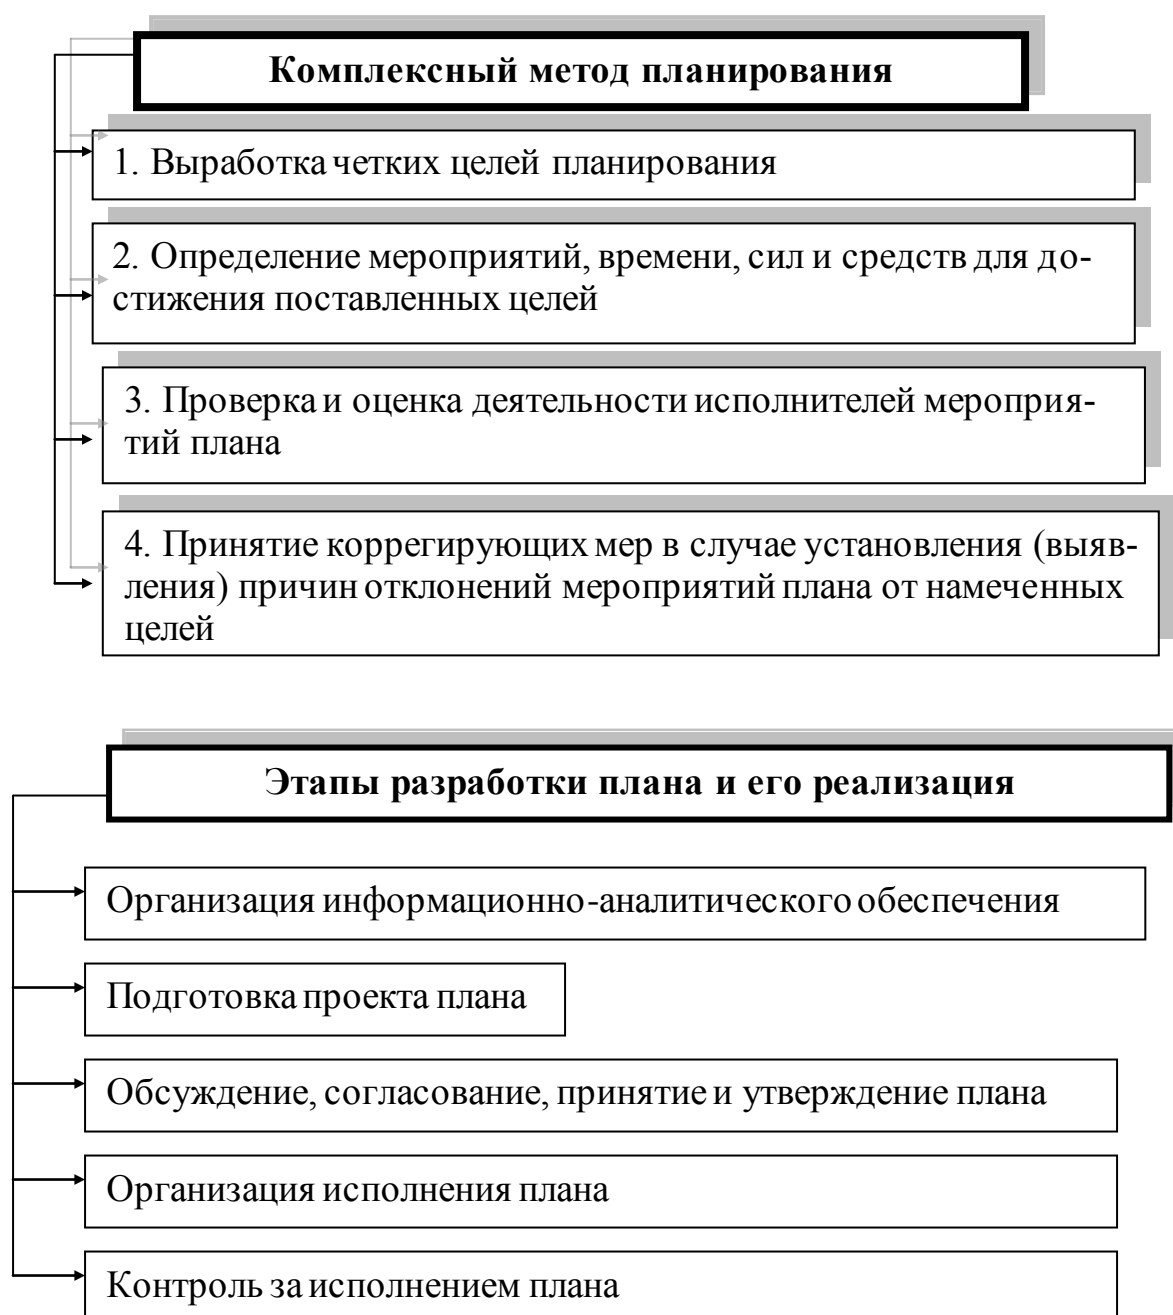 Комплексный метод планирования
1. Выработка четких целей планирования
2. Определение мероприятий, времени, сил и средств для до-
стижения поставленных целей
3. Проверка и оценка деятельности исполнителей мероприя-
тий плана
4. Принятие коррегирующих мер в случае установления (выяв-
ления) причин отклонений мероприятий плана от намеченных
целей
Этапы разработки плана и его реализация
Организация информационно-аналитического обеспечения
Подготовка проекта плана
Обсуждение, согласование, принятие и утверждение плана
Организация исполнения плана
Контроль за исполнением плана